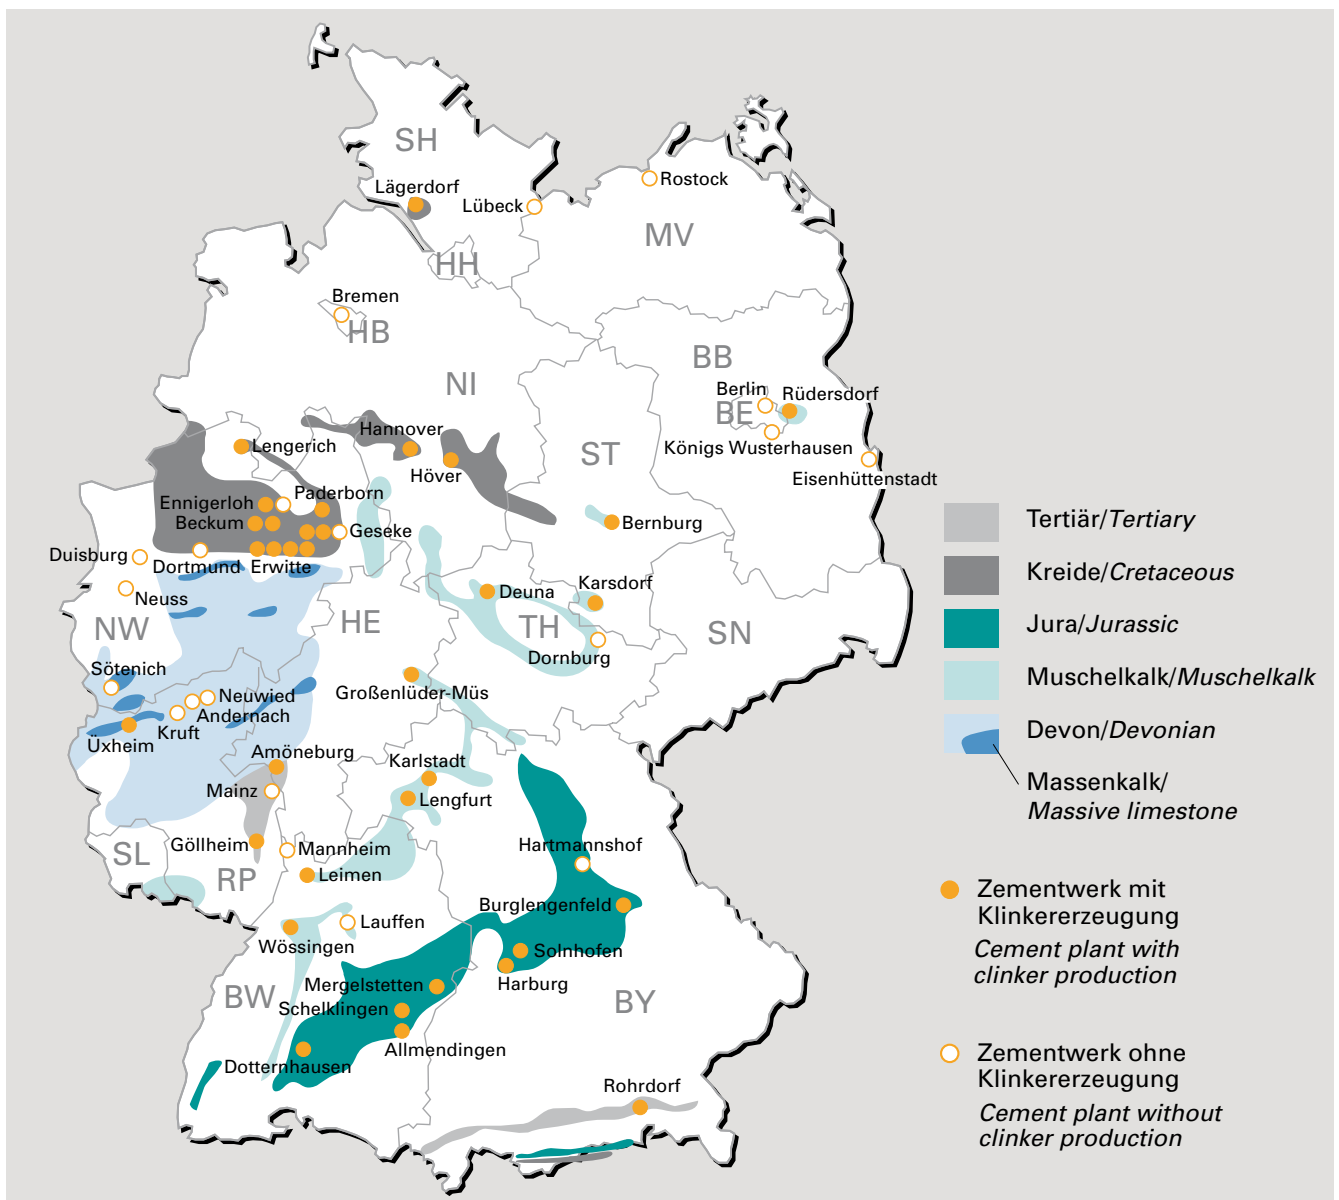 SH
Lägerdorf
Lübeck
Rostock
MV
HH
Bremen
HB
NI
BB
Berlin
Rüdersdorf
BE
Königs Wusterhausen
Eisenhüttenstadt
Hannover
Lengerich
Höver
ST
Paderborn
Ennigerloh
Beckum
Geseke
Bernburg
Duisburg
Dortmund
Erwitte
Neuss
NW
HE
Deuna
Karsdorf
TH
SN
Dornburg
Sötenich
Großenlüder-Müs
Neuwied
Andernach
Kruft
Üxheim
Amöneburg
Karlstadt
Mainz
Lengfurt
Göllheim
Mannheim
Hartmannshof
SL
RP
Leimen
Burglengenfeld
Lauffen
Wössingen
Solnhofen
Harburg
Mergelstetten
BW
Schelklingen
BY
Allmendingen
Dotternhausen
Rohrdorf
Tertiär/Tertiary
Kreide/Cretaceous
Jura/Jurassic
Muschelkalk/Muschelkalk
Devon/Devonian
Massenkalk/
Massive limestone
Zementwerk mit
Klinkererzeugung
Cement plant with
clinker production
Zementwerk ohne
Klinkererzeugung
Cement plant without
clinker production